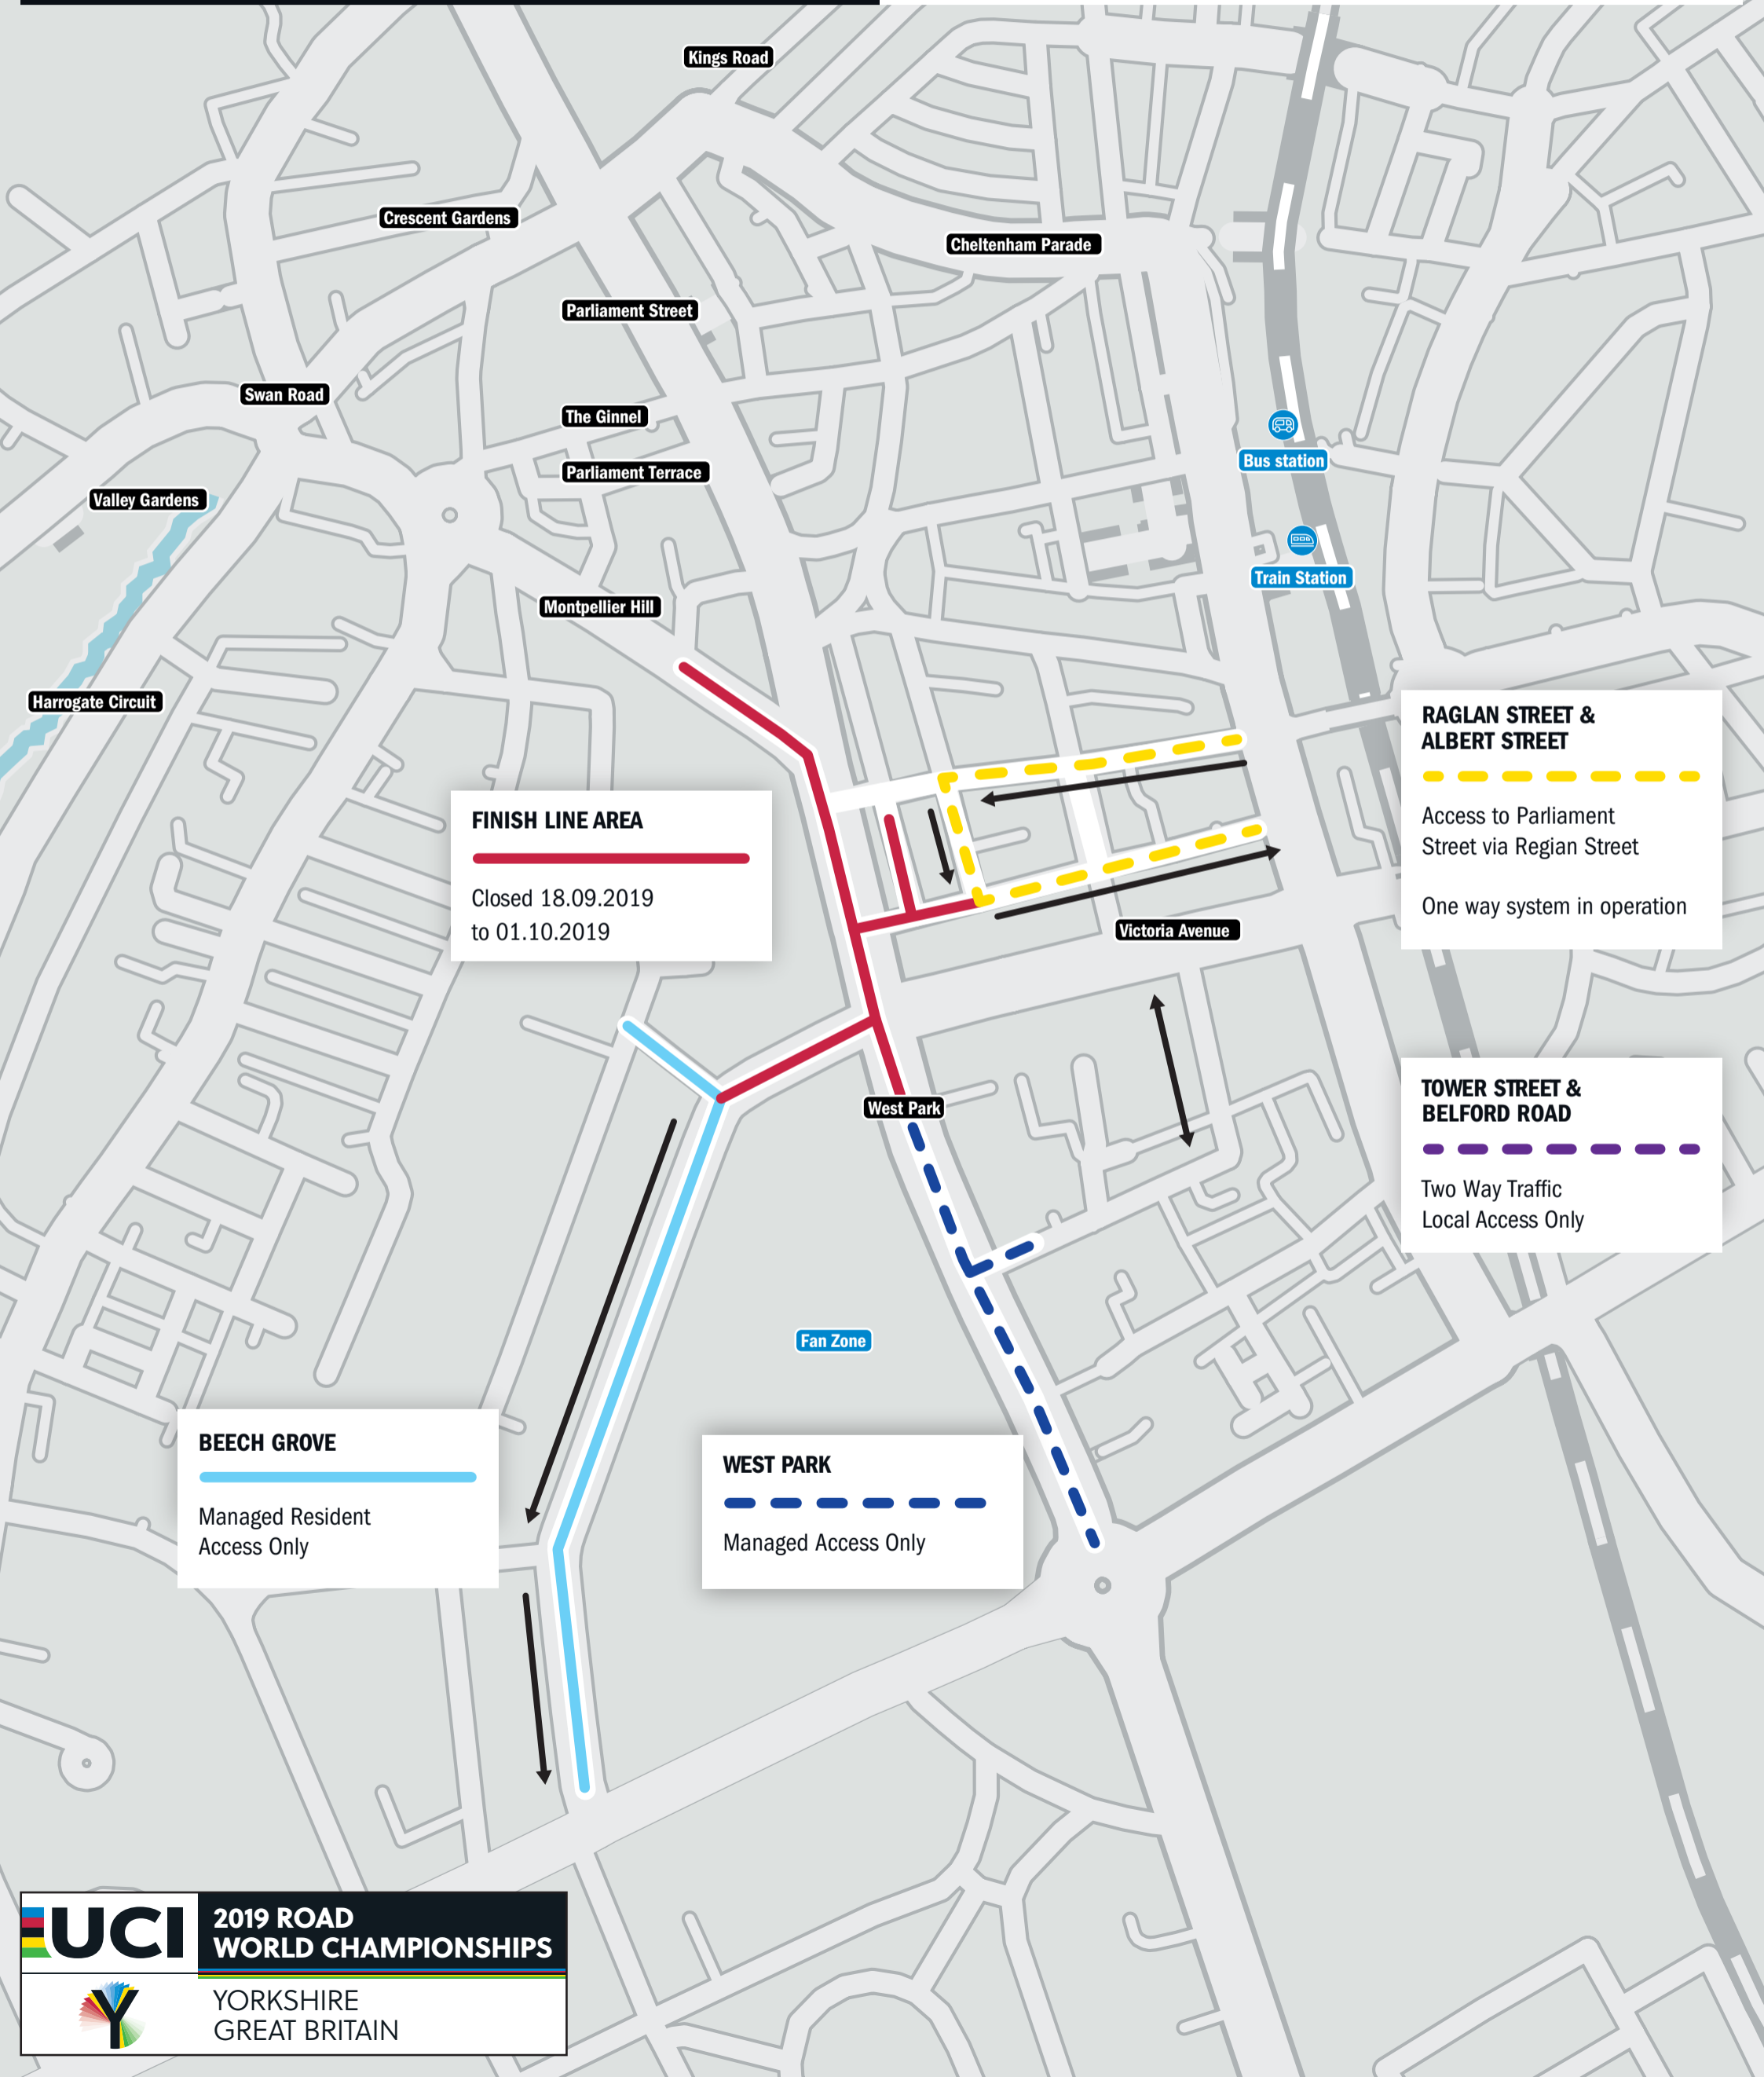 Kings Road
Crescent Gardens
Cheltenham Parade
Parliament Street
Swan Road
The Ginnel
Bus station
Parliament Terrace
Valley Gardens
Train Station
Montpellier Hill
Harrogate Circuit
RAGLAN STREET &
ALBERT STREET
Access to Parliament
Street via Regian Street
One way system in operation
FINISH LINE AREA
Closed 18.09.2019
to 01.10.2019
Victoria Avenue
West Park
TOWER STREET &
BELFORD ROAD
Two Way Traffic
Local Access Only
Fan Zone
BEECH GROVE
Managed Resident
Access Only
WEST PARK
Managed Access Only
UCI
2019 ROAD
WORLD CHAMPIONSHIPS
Y
YORKSHIRE
GREAT BRITAIN